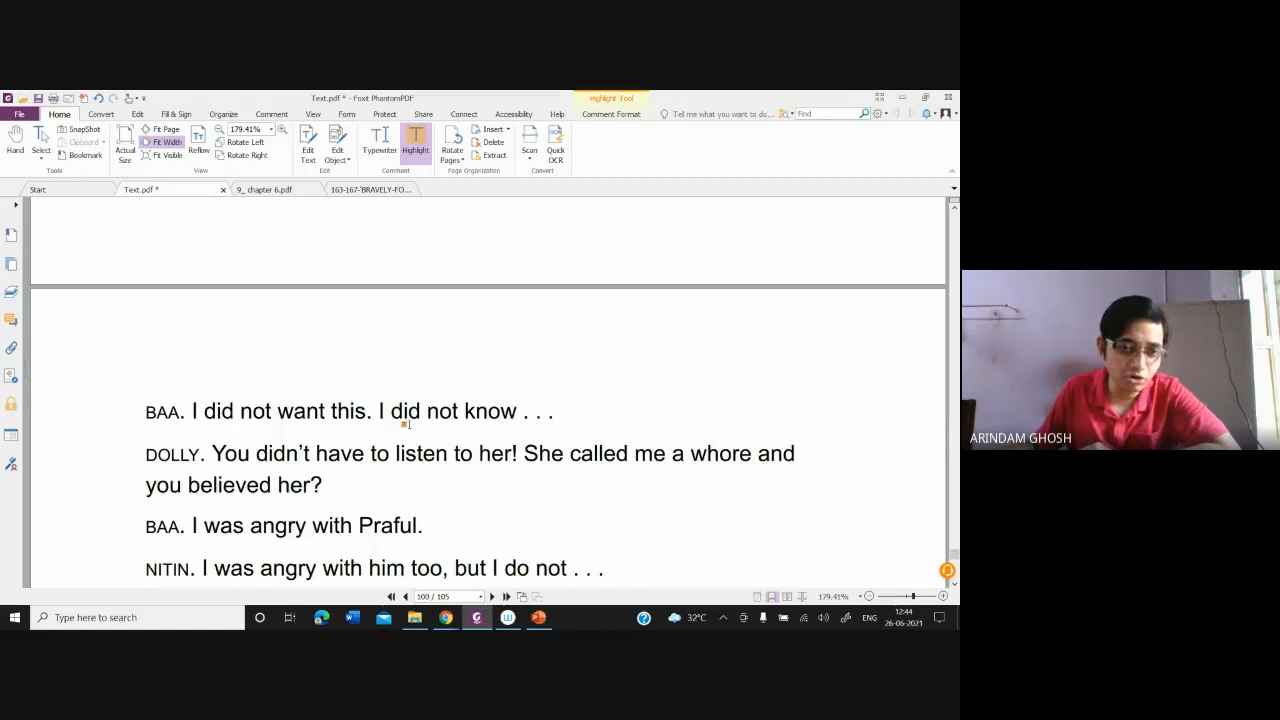 Text.pdf * - Foxit PhantomPDF
Highlight Tool
File Home Convert Edit Fill & Sign Organize Comment View Form Protect Share Connect Accessibility Help Comment Format Tell me what you want to do... Find
Hand
Select
SnapShot
Clipboard
Bookmark
Tools
Actual Size
Fit Page
Fit Width
Fit Visible
Reflow
179.41%
Rotate Left
Rotate Right
View
Edit Text
Edit Object
Edit
Typewriter
Highlight
Comment
Rotate Pages
Insert
Delete
Extract
Page Organization
Scan
Quick OCR
Convert
Start
Text.pdf *
9_ chapter 6.pdf
163-167-'BRAVELY-FO...
BAA. I did not want this. I did not know . . .
DOLLY. You didn't have to listen to her! She called me a whore and
you believed her?
BAA. I was angry with Praful.
NITIN. I was angry with him too, but I do not . . .
100 / 105
179.41%
Type here to search
32°C
ENG
12:44
26-06-2021
ARINDAM GHOSH